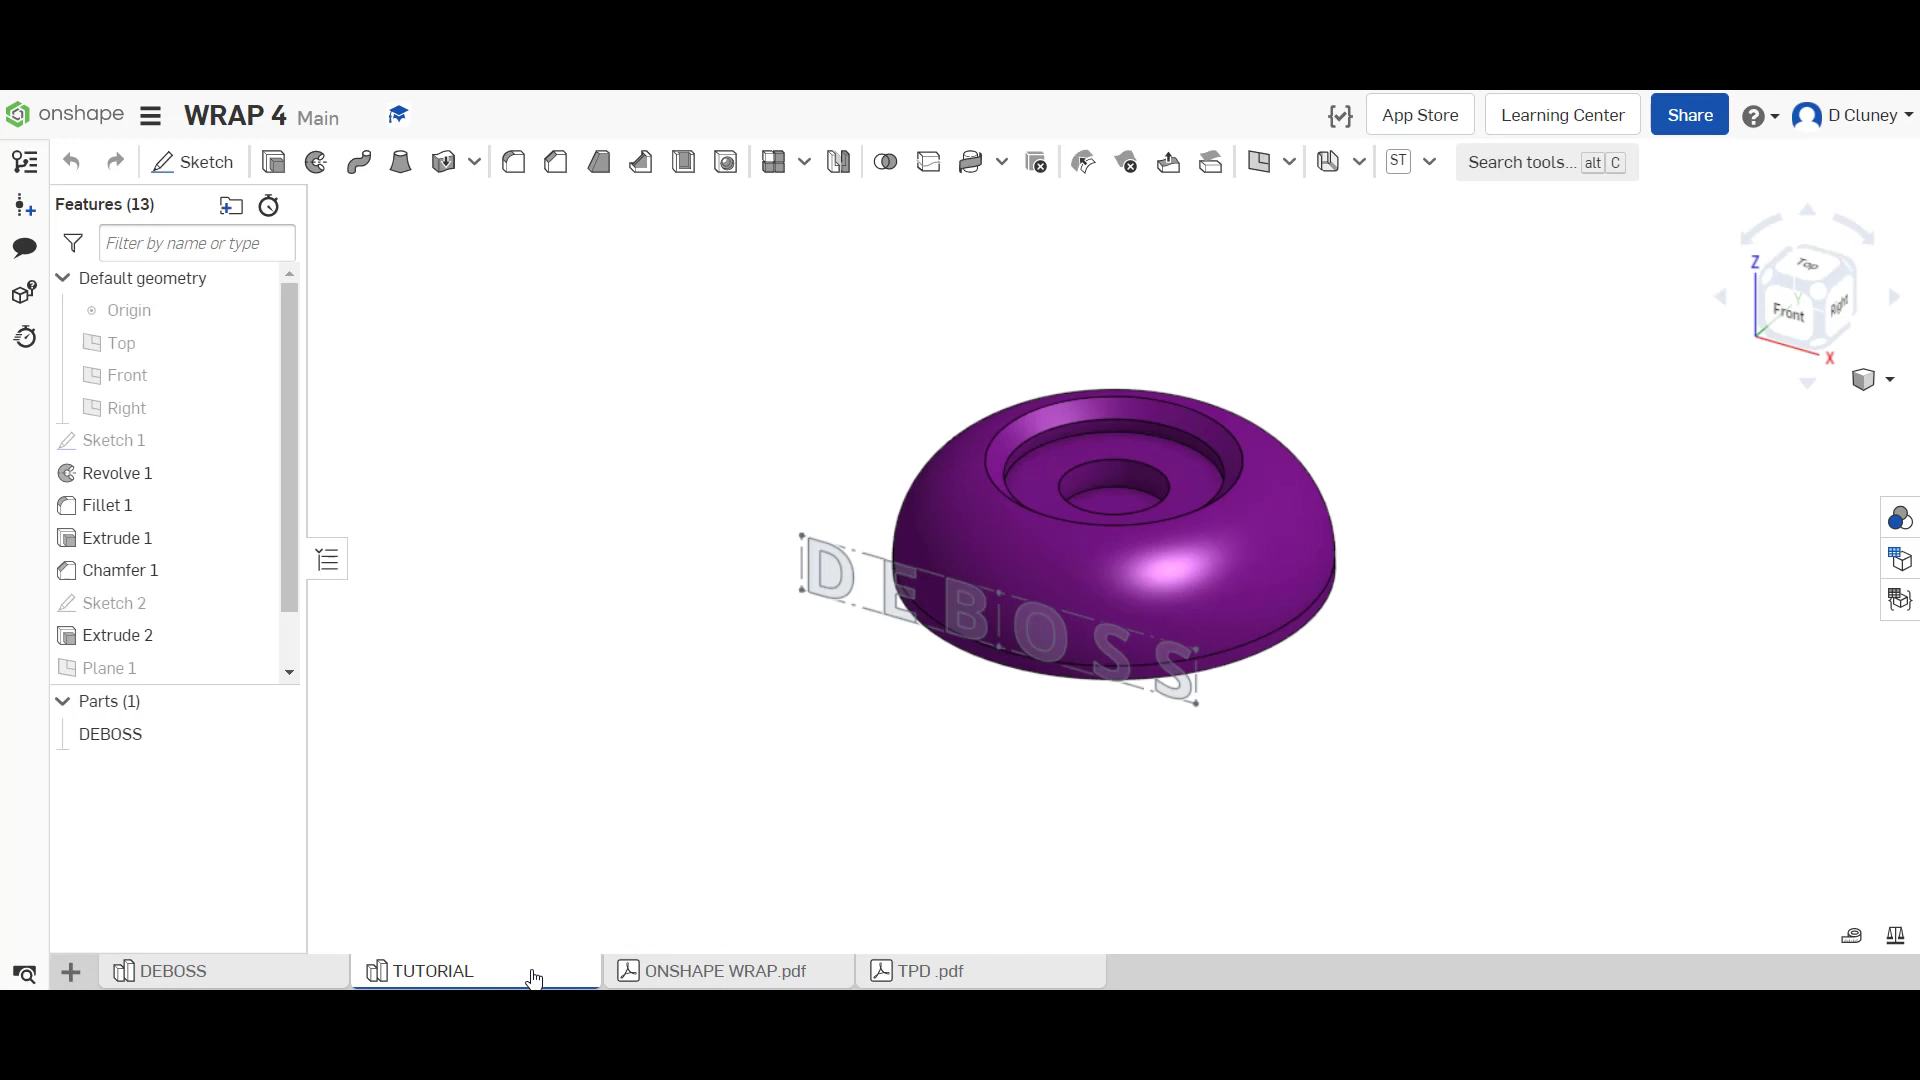 onshape WRAP 4 Main App Store Learning Center Share ? D Cluney
Sketch ST Search tools... alt C
Features (13)
Filter by name or type
Default geometry
Origin
Top
Front
Right
Sketch 1
Revolve 1
Fillet 1
Extrude 1
Chamfer 1
Sketch 2
Extrude 2
Plane 1
Parts (1)
DEBOSS
DEBOSS
Z
Top
Y
Front
Right
X
DEBOSS TUTORIAL ONSHAPE WRAP.pdf TPD .pdf